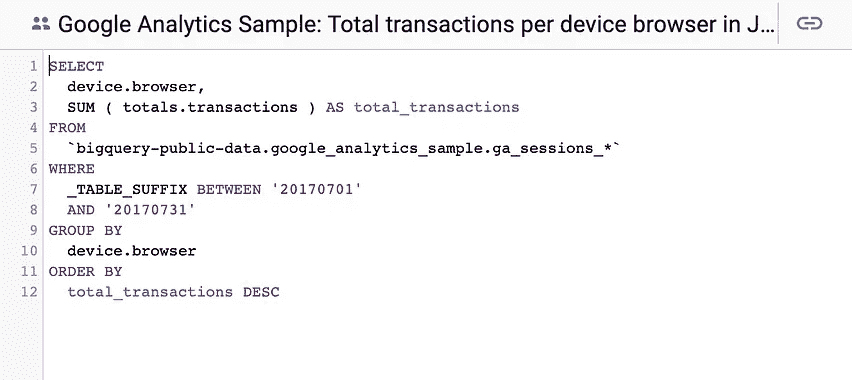 Google Analytics Sample: Total transactions per device browser in J…
1 SELECT
2 device.browser,
3 SUM ( totals.transactions ) AS total_transactions
4 FROM
5 `bigquery-public-data.google_analytics_sample.ga_sessions_*`
6 WHERE
7 _TABLE_SUFFIX BETWEEN '20170701'
8 AND '20170731'
9 GROUP BY
10 device.browser
11 ORDER BY
12 total_transactions DESC